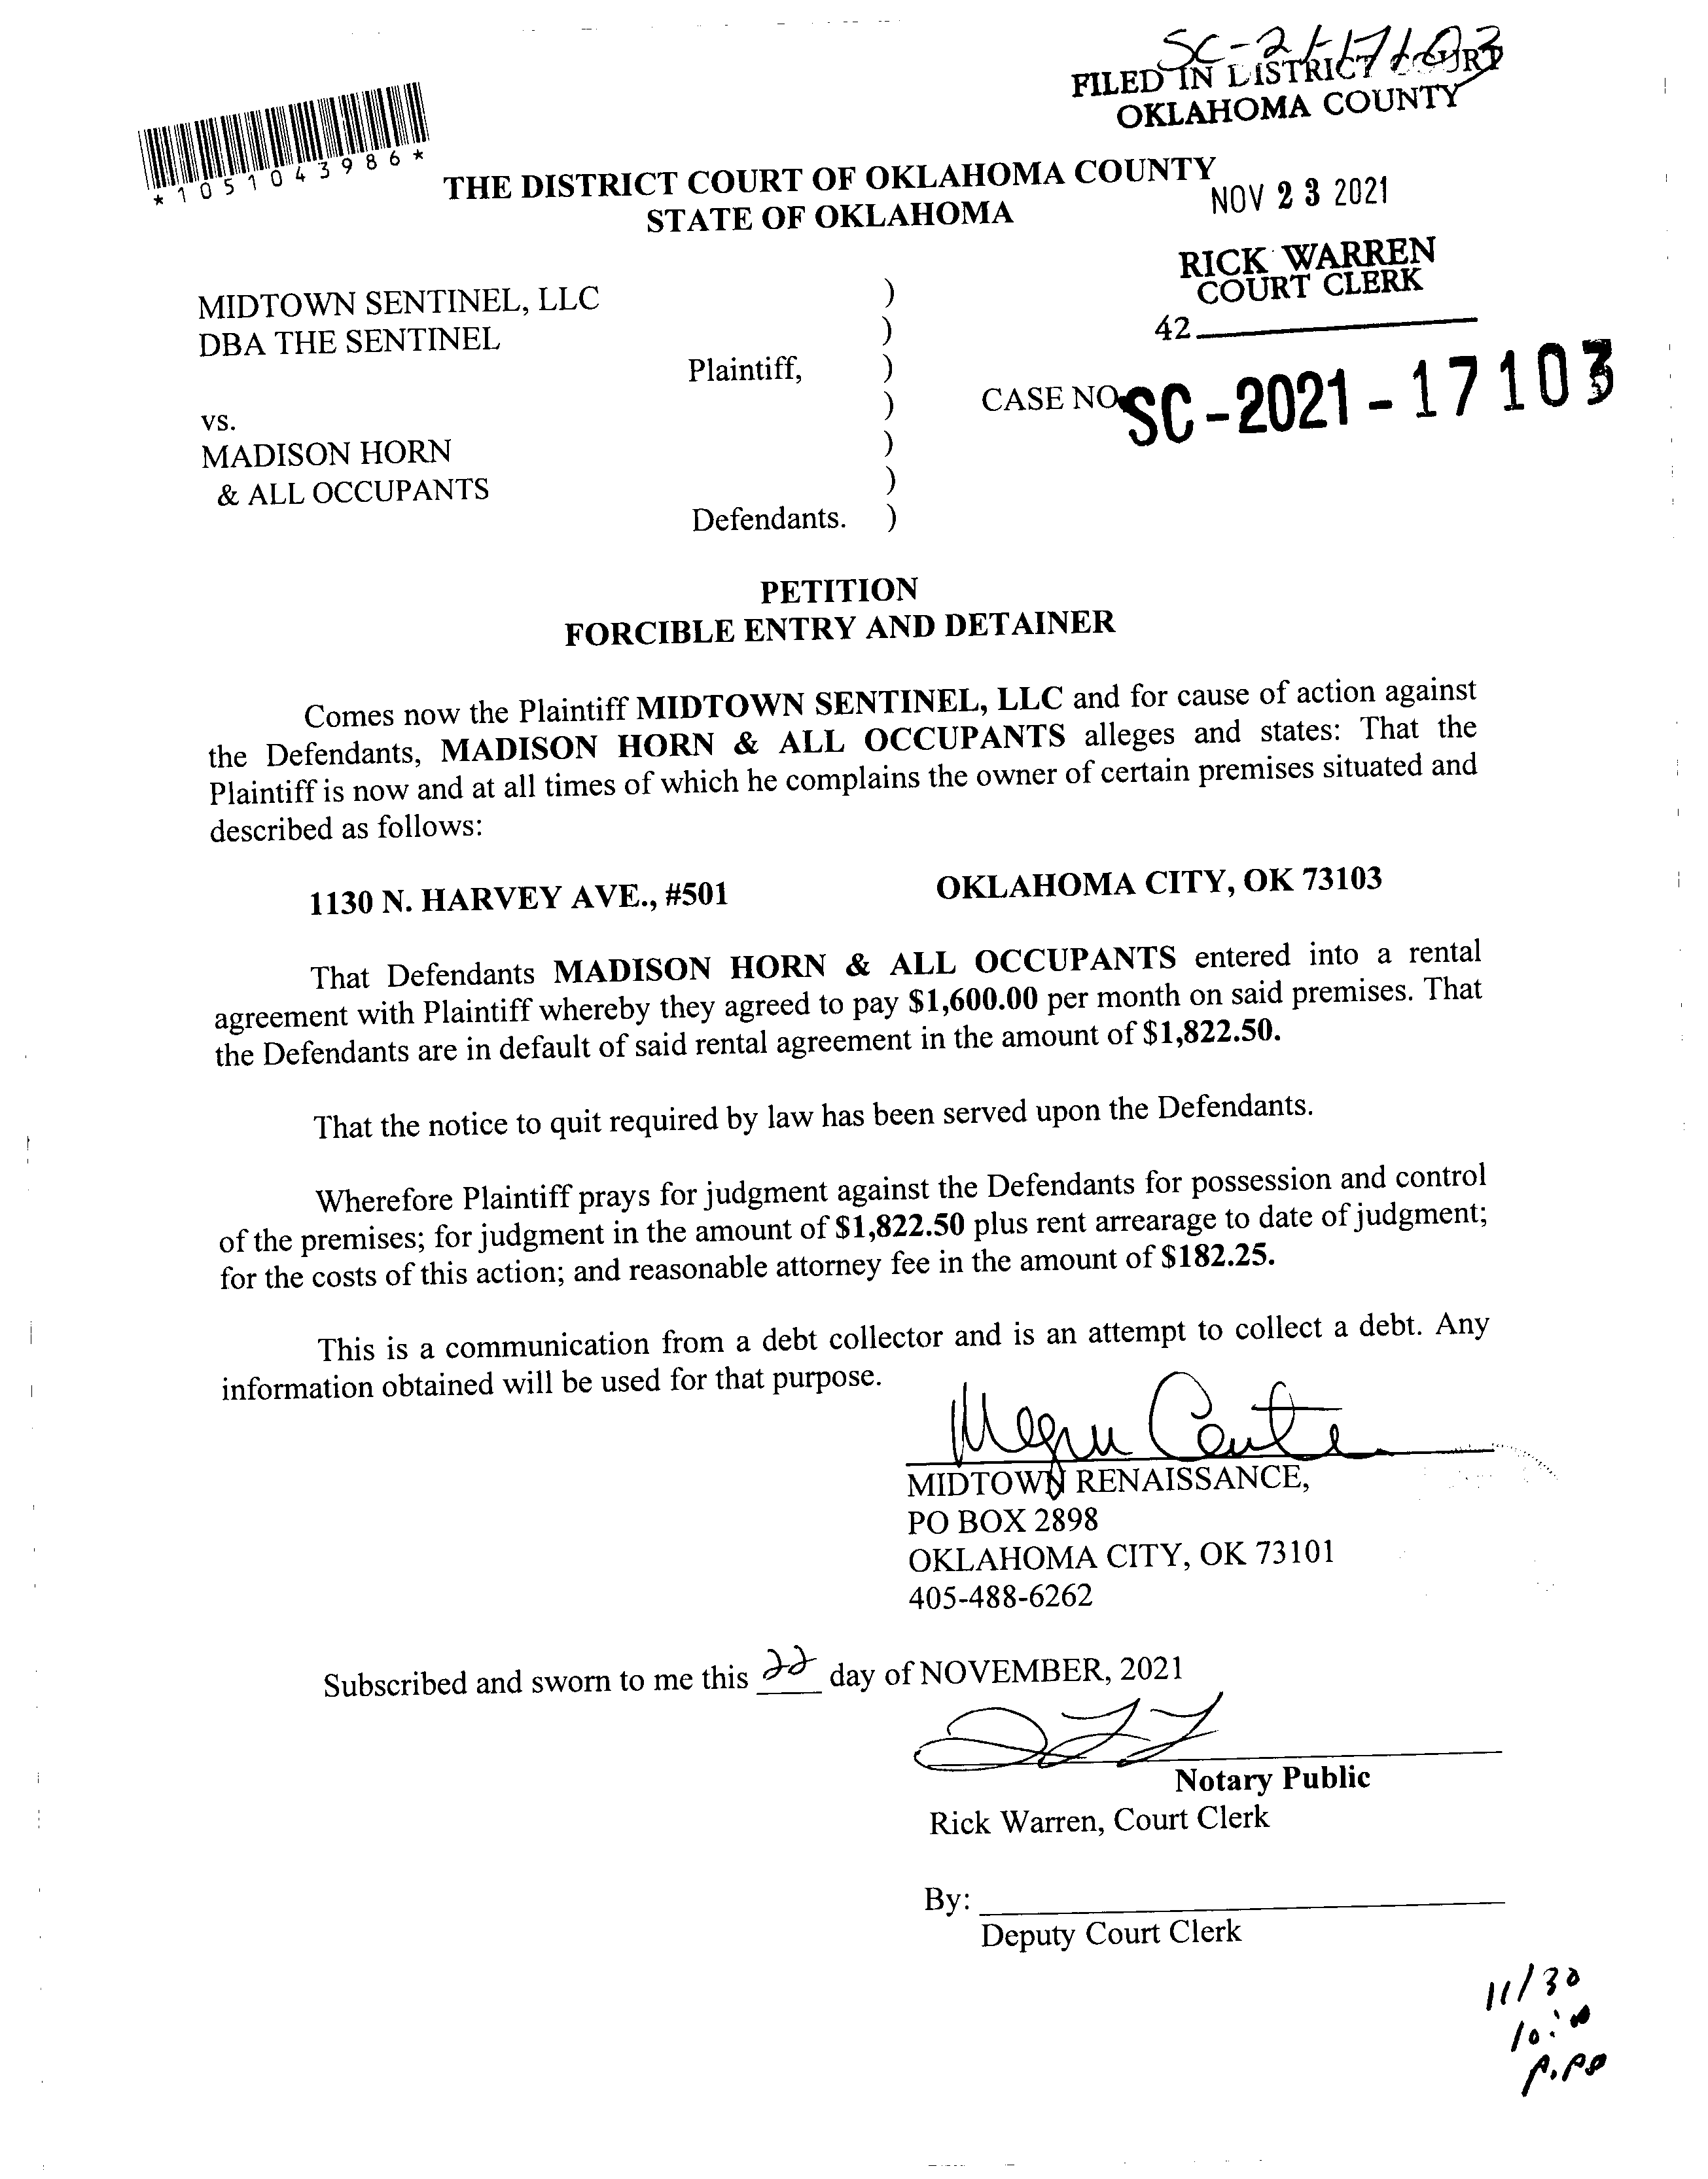 SC-21-17103
FILED IN DISTRICT COURT
OKLAHOMA COUNTY
*1051043986*
THE DISTRICT COURT OF OKLAHOMA COUNTY
STATE OF OKLAHOMA
NOV 23 2021
RICK WARREN
COURT CLERK
42
MIDTOWN SENTINEL, LLC )
DBA THE SENTINEL )
Plaintiff, )
)
CASE NO. SC-2021-17103
vs.
MADISON HORN )
& ALL OCCUPANTS )
Defendants. )
PETITION
FORCIBLE ENTRY AND DETAINER
Comes now the Plaintiff MIDTOWN SENTINEL, LLC and for cause of action against
the Defendants, MADISON HORN & ALL OCCUPANTS alleges and states: That the
Plaintiff is now and at all times of which he complains the owner of certain premises situated and
described as follows:
1130 N. HARVEY AVE., #501 OKLAHOMA CITY, OK 73103
That Defendants MADISON HORN & ALL OCCUPANTS entered into a rental
agreement with Plaintiff whereby they agreed to pay $1,600.00 per month on said premises. That
the Defendants are in default of said rental agreement in the amount of $1,822.50.
That the notice to quit required by law has been served upon the Defendants.
Wherefore Plaintiff prays for judgment against the Defendants for possession and control
of the premises; for judgment in the amount of $1,822.50 plus rent arrearage to date of judgment;
for the costs of this action; and reasonable attorney fee in the amount of $182.25.
This is a communication from a debt collector and is an attempt to collect a debt. Any
information obtained will be used for that purpose.
MIDTOWN RENAISSANCE,
PO BOX 2898
OKLAHOMA CITY, OK 73101
405-488-6262
Subscribed and sworn to me this 22 day of NOVEMBER, 2021
Notary Public
Rick Warren, Court Clerk
By:
Deputy Court Clerk
11/30
10:00